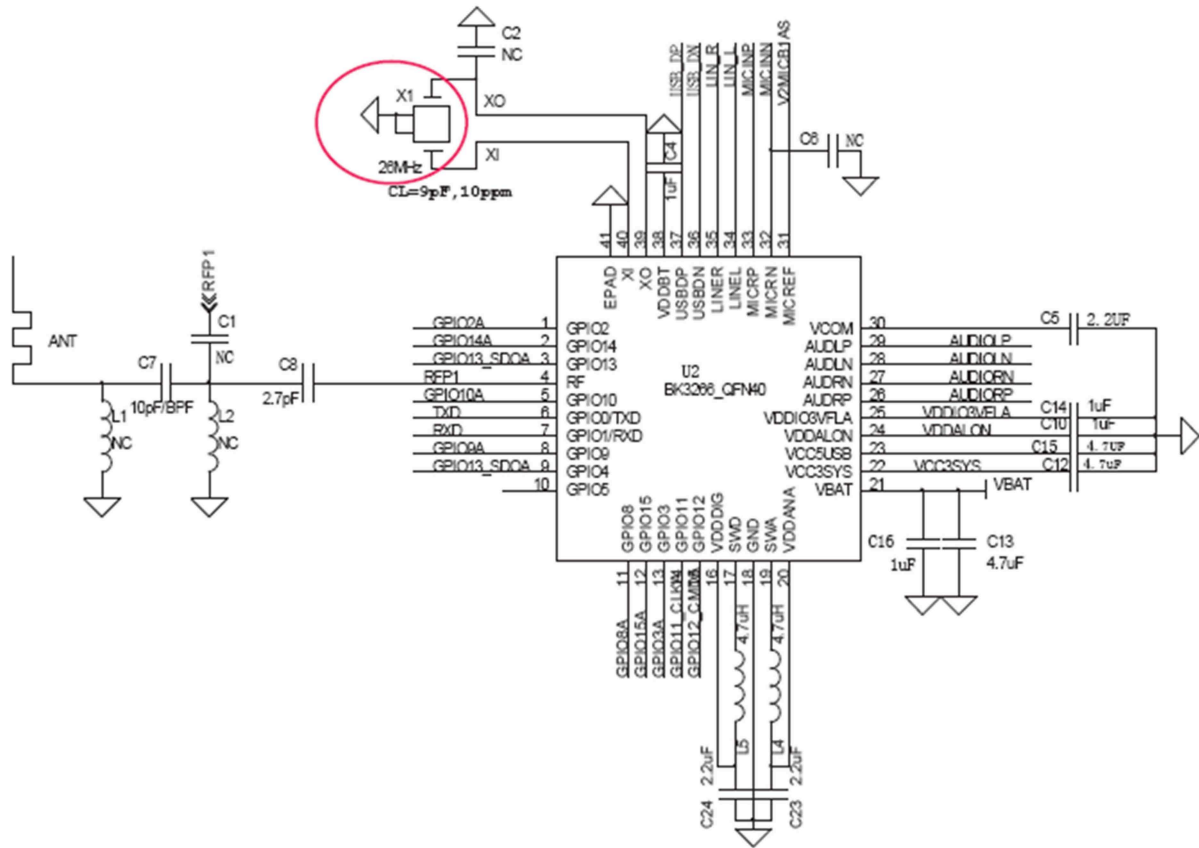 C2
NC
X1
XO
XI
26MHz
CL=9pF,10ppm
USB_DP
USB_DN
LIN_R
LIN_L
MICINP
MICINN
V2MICB1AS
C4
1uF
C6
NC
41
40
39
38
37
36
35
34
33
32
31
EPAD
XI
XO
VDDBT
USBDP
USBDN
LINER
LINEL
MICRP
MICRN
MICREF
ANT
RFP1
C1
NC
C7
10pF/BPF
C8
2.7pF
L1
NC
L2
NC
GPIO2A 1 GPIO2
GPIO14A 2 GPIO14
GPIO13_SDOA 3 GPIO13
RFP1 4 RF
GPIO10A 5 GPIO10
TXD 6 GPIO0/TXD
RXD 7 GPIO1/RXD
GPIO9A 8 GPIO9
GPIO13_SDOA 9 GPIO4
10 GPIO5
U2
BK3266_QFN40
VCOM 30 C5 2.2UF
AUDLP 29 AUDIOLP
AUDLN 28 AUDIOLN
AUDRN 27 AUDIORN
AUDRP 26 AUDIORP
VDDIO3VFLA 25 VDDIO3VFLA C14 1uF
VDDALON 24 VDDALON C10 1uF
VCC5USB 23 C15 4.7UF
VCC3SYS 22 VCC3SYS C12 4.7uF
VBAT 21 VBAT
C16
1uF
C13
4.7uF
GPIO8
GPIO15
GPIO3
GPIO11
GPIO12
VDDDIG
SWD
GND
SWA
VDDANA
11
12
13
16
17
18
19
20
GPIO8A
GPIO15A
GPIO3A
4.7uH
4.7uH
L5
L4
2.2uF
2.2uF
C24
C23